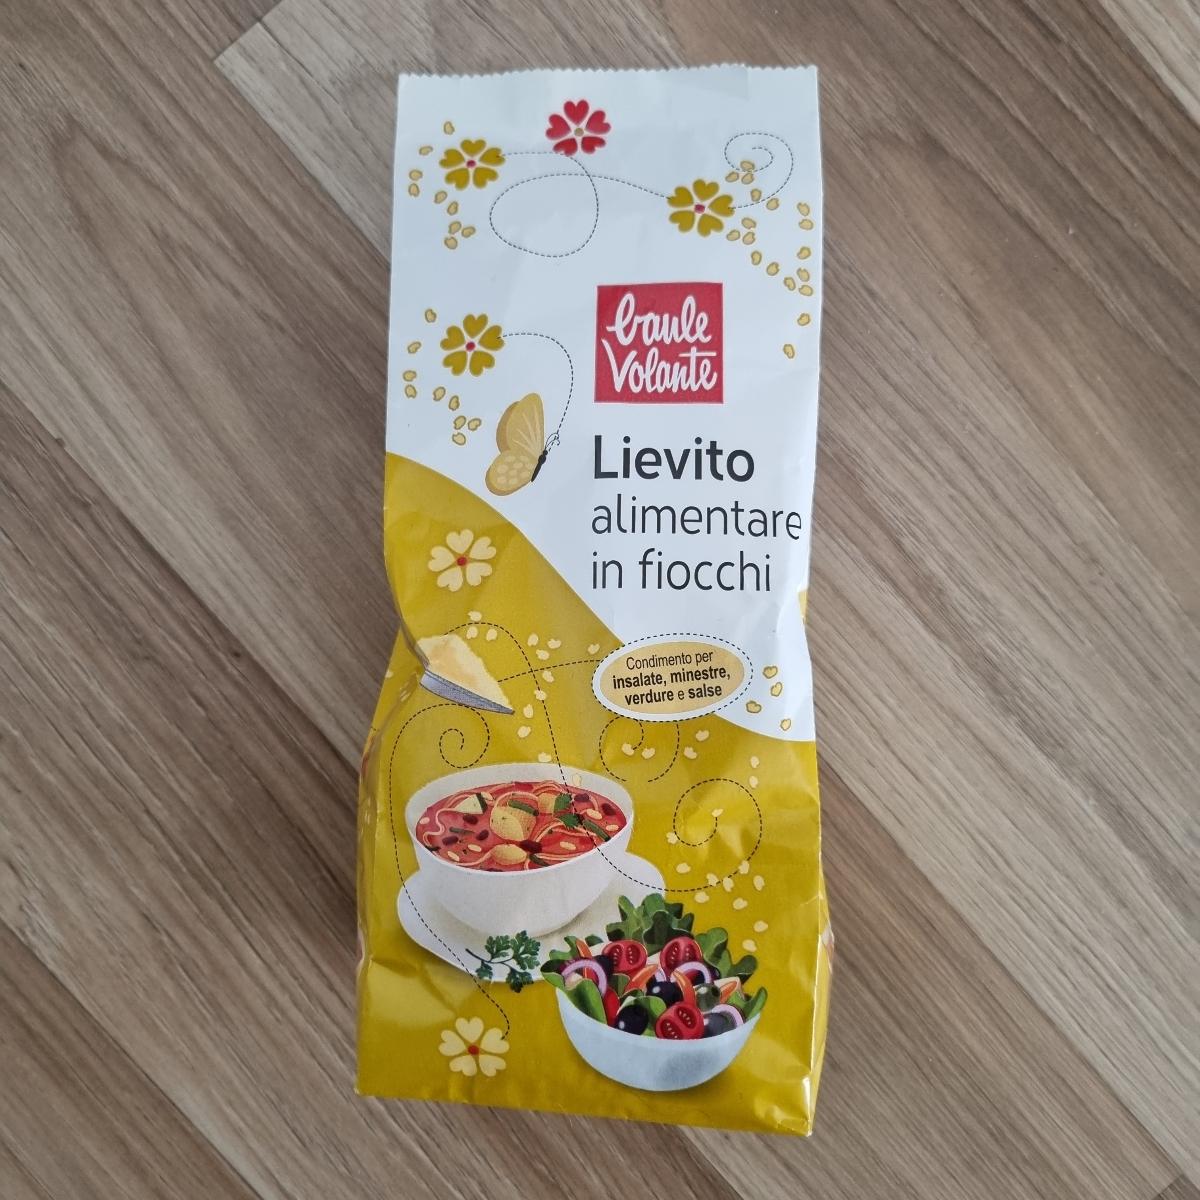 baule
volante
Lievito
alimentare
in fiocchi
Condimento per
insalate, minestre,
verdure e salse